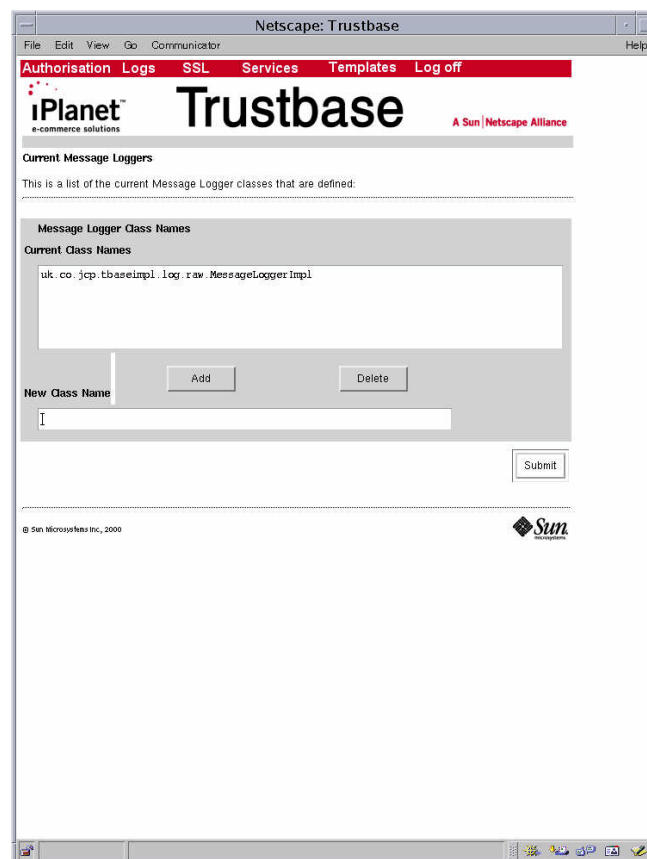 Netscape: Trustbase
File Edit View Go Communicator Help
Authorisation Logs SSL Services Templates Log off
iPlanet™
e-commerce solutions
Trustbase
A Sun | Netscape Alliance
Current Message Loggers
This is a list of the current Message Logger classes that are defined:
Message Logger Class Names
Current Class Names
uk.co.jcp.tbaseimpl.log.raw.MessageLoggerImpl
Add Delete
New Class Name
Submit
© Sun Microsystems Inc., 2000
Sun
microsystems